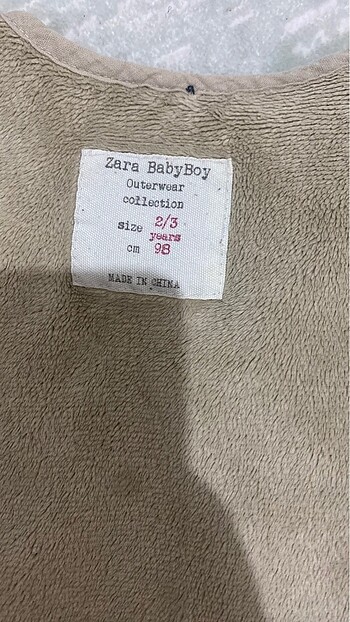 Zara BabyBoy
Outerwear
collection
size 2/3
years
cm 98
MADE IN CHINA